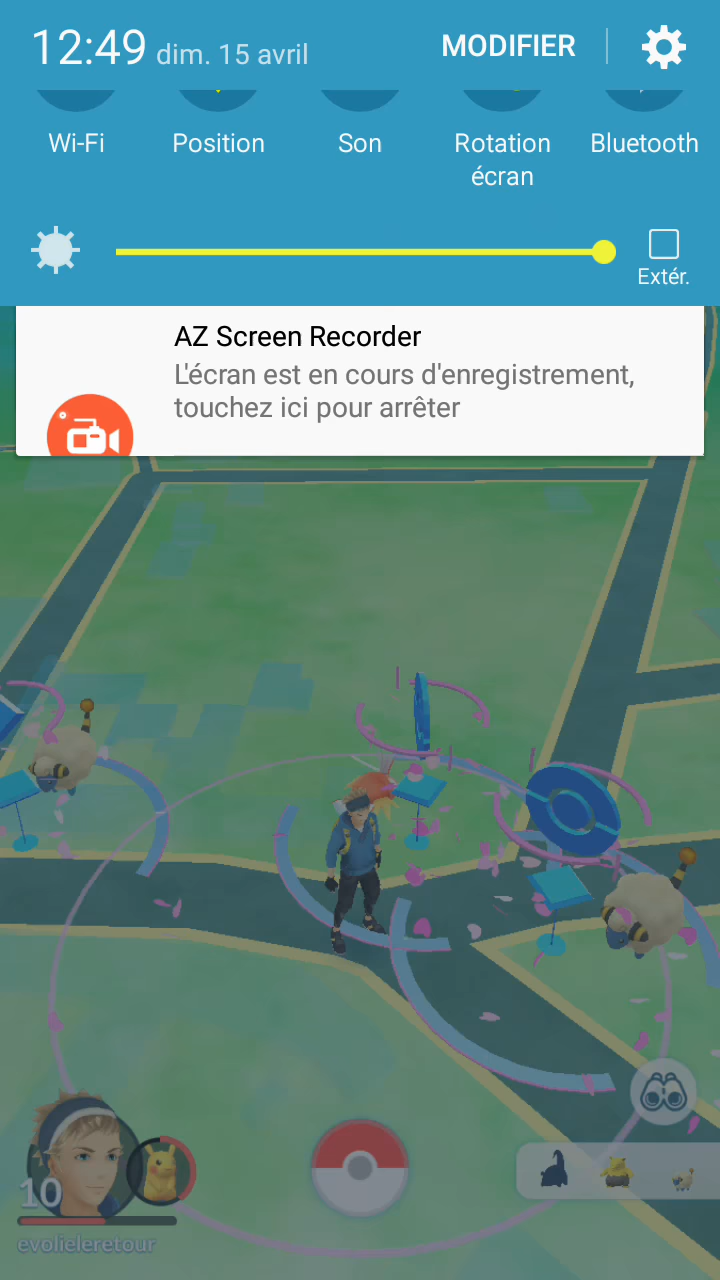 12:49 dim. 15 avril MODIFIER
Wi-Fi Position Son Rotation écran Bluetooth
Extér.
AZ Screen Recorder
L'écran est en cours d'enregistrement,
touchez ici pour arrêter
10
evolieleretour